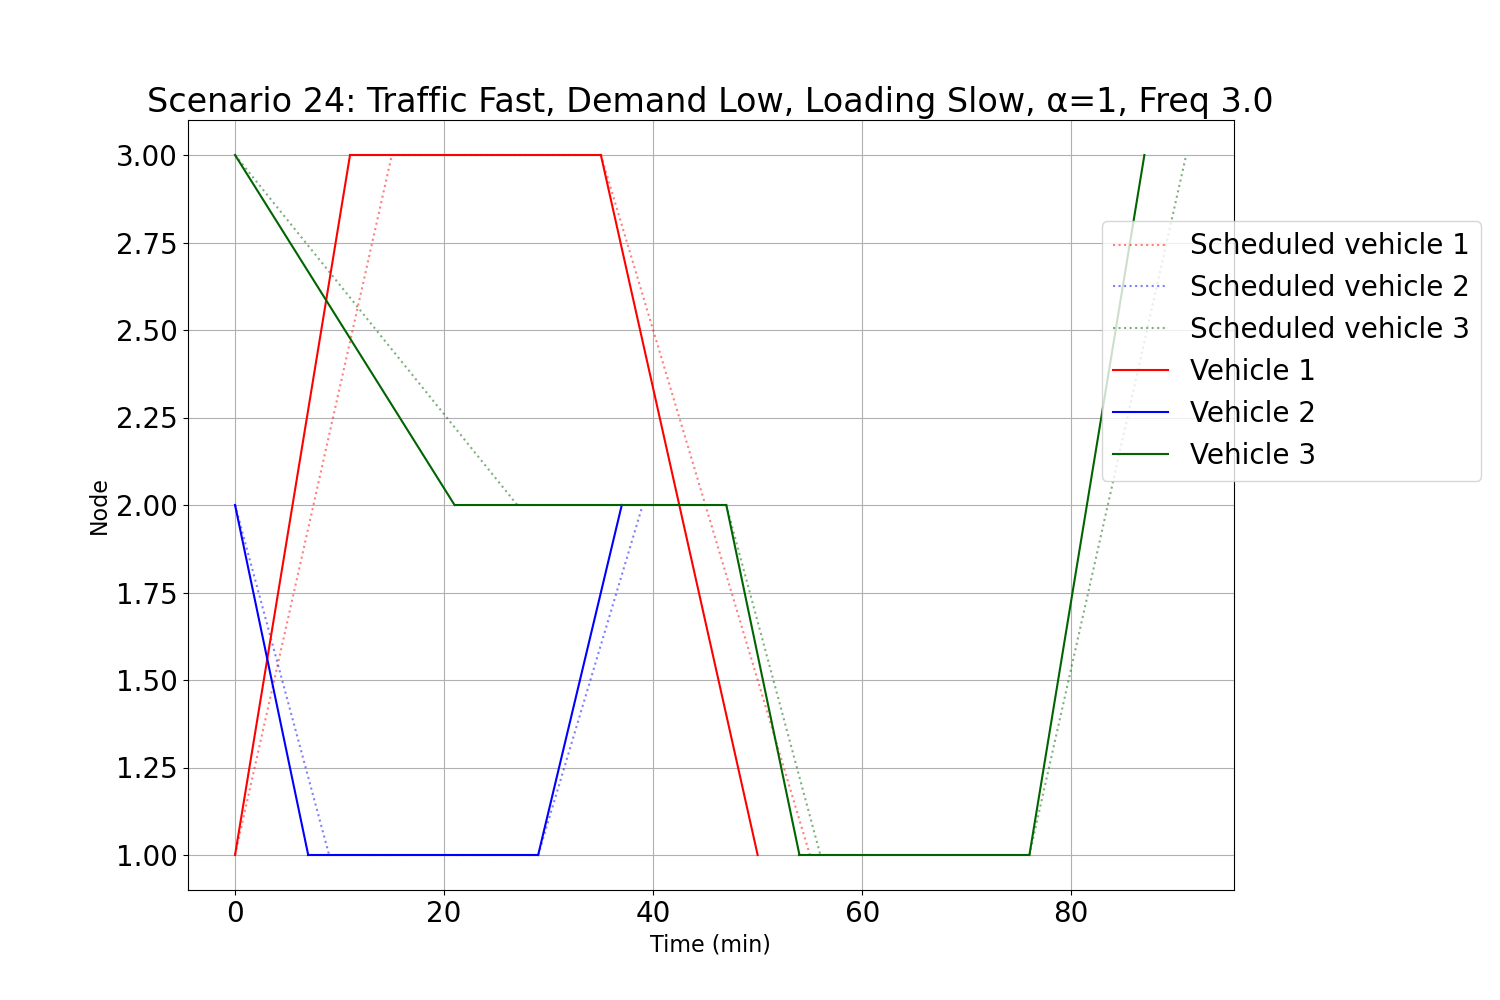 Scenario 24: Traffic Fast, Demand Low, Loading Slow, α=1, Freq 3.0
3.00
2.75
2.50
2.25
2.00
1.75
1.50
1.25
1.00
Node
0 20 40 60 80
Time (min)
Scheduled vehicle 1
Scheduled vehicle 2
Scheduled vehicle 3
Vehicle 1
Vehicle 2
Vehicle 3